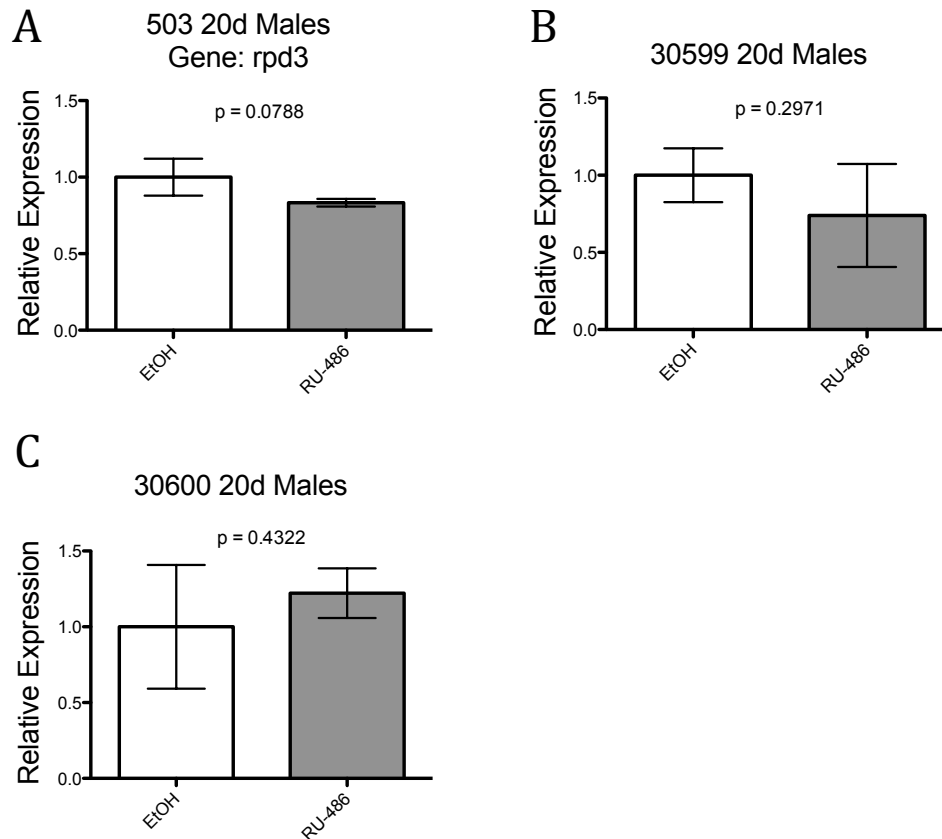 A
503 20d Males
Gene: rpd3
p = 0.0788
Relative Expression
1.5
1.0
0.5
0.0
EtOH
RU-486
B
30599 20d Males
p = 0.2971
Relative Expression
1.5
1.0
0.5
0.0
EtOH
RU-486
C
30600 20d Males
p = 0.4322
Relative Expression
1.5
1.0
0.5
0.0
EtOH
RU-486